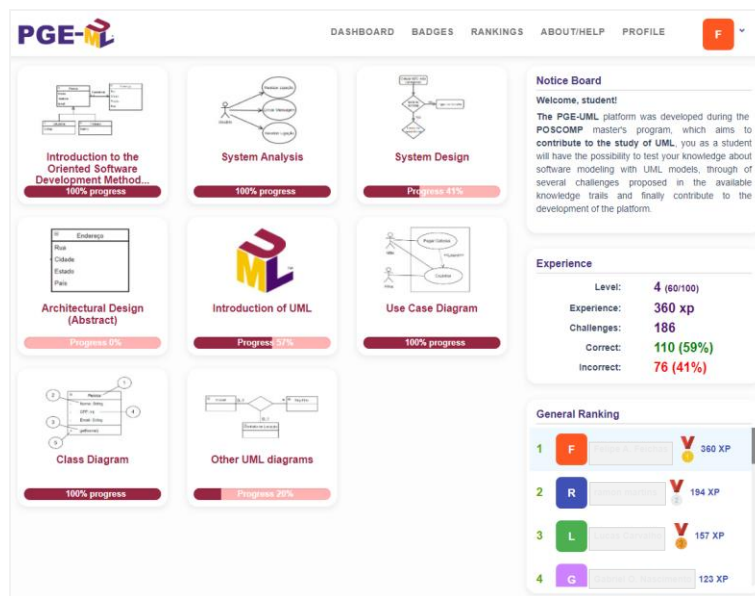 PGE-UML
DASHBOARD BADGES RANKINGS ABOUT/HELP PROFILE F
Introduction to the
Oriented Software
Development Method...
100% progress
System Analysis
100% progress
System Design
Progress 41%
Endereço
Rua
Cidade
Estado
País
Architectural Design
(Abstract)
Progress 0%
UML
Introduction of UML
Progress 57%
Use Case Diagram
100% progress
1
2
3
4
5
Class Diagram
100% progress
Other UML diagrams
Progress 20%
Notice Board
Welcome, student!
The PGE-UML platform was developed during the
POSCOMP master's program, which aims to
contribute to the study of UML, you as a student
will have the possibility to test your knowledge about
software modeling with UML models, through of
several challenges proposed in the available
knowledge trails and finally contribute to the
development of the platform.
Experience
Level: 4 (60/100)
Experience: 360 xp
Challenges: 186
Correct: 110 (59%)
Incorrect: 76 (41%)
General Ranking
1 F 360 XP
2 R 194 XP
3 L 157 XP
4 G 123 XP